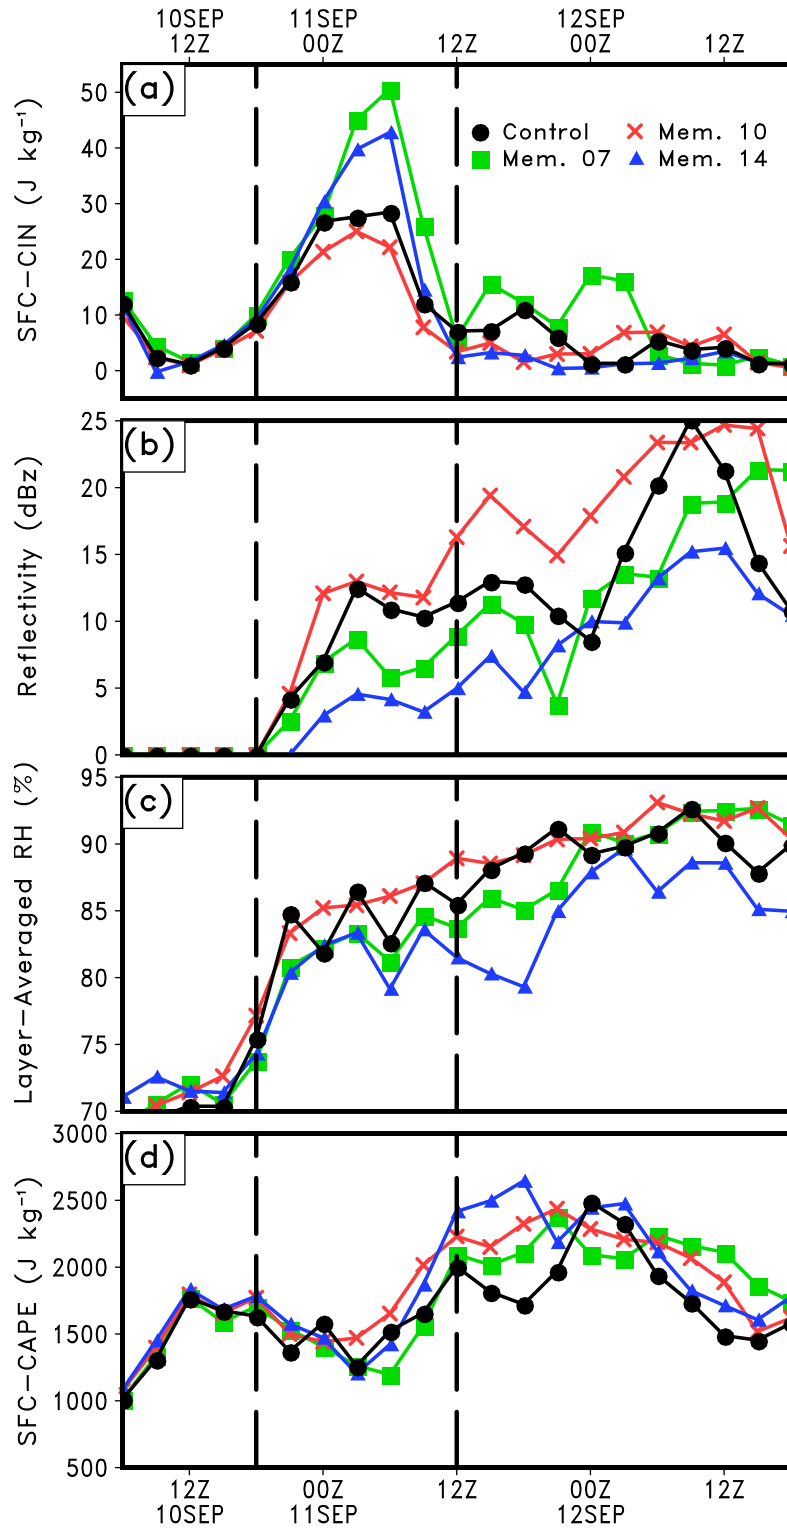 10SEP 11SEP 12SEP
12Z 00Z 12Z 00Z 12Z
(a)
SFC−CIN (J kg⁻¹)
50
40
30
20
10
0
Control Mem. 10
Mem. 07 Mem. 14
(b)
Reflectivity (dBz)
25
20
15
10
5
0
(c)
Layer−Averaged RH (%)
95
90
85
80
75
70
(d)
SFC−CAPE (J kg⁻¹)
3000
2500
2000
1500
1000
500
12Z 00Z 12Z 00Z 12Z
10SEP 11SEP 12SEP